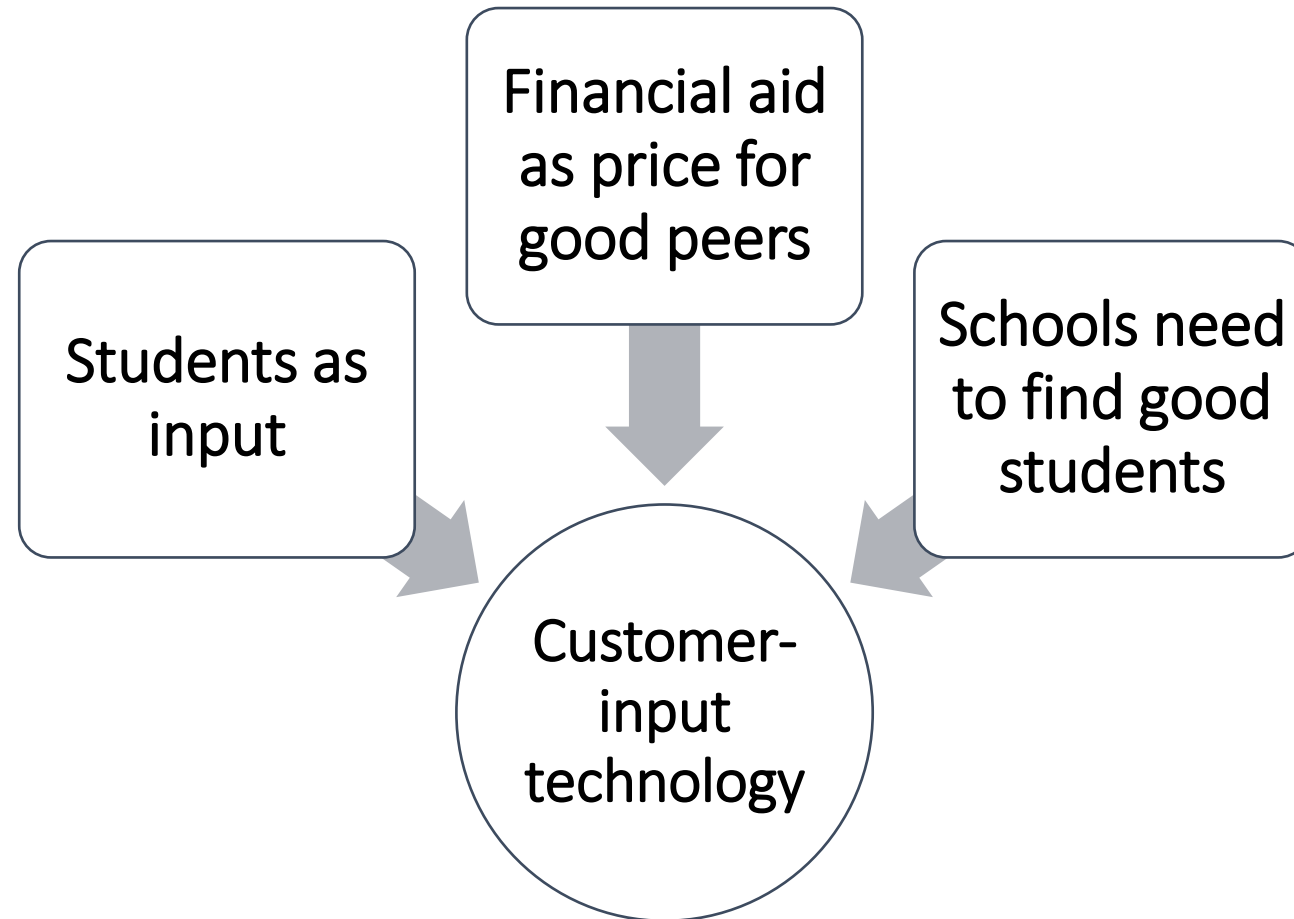 Financial aid
as price for
good peers
Students as
input
Schools need
to find good
students
Customer-
input
technology